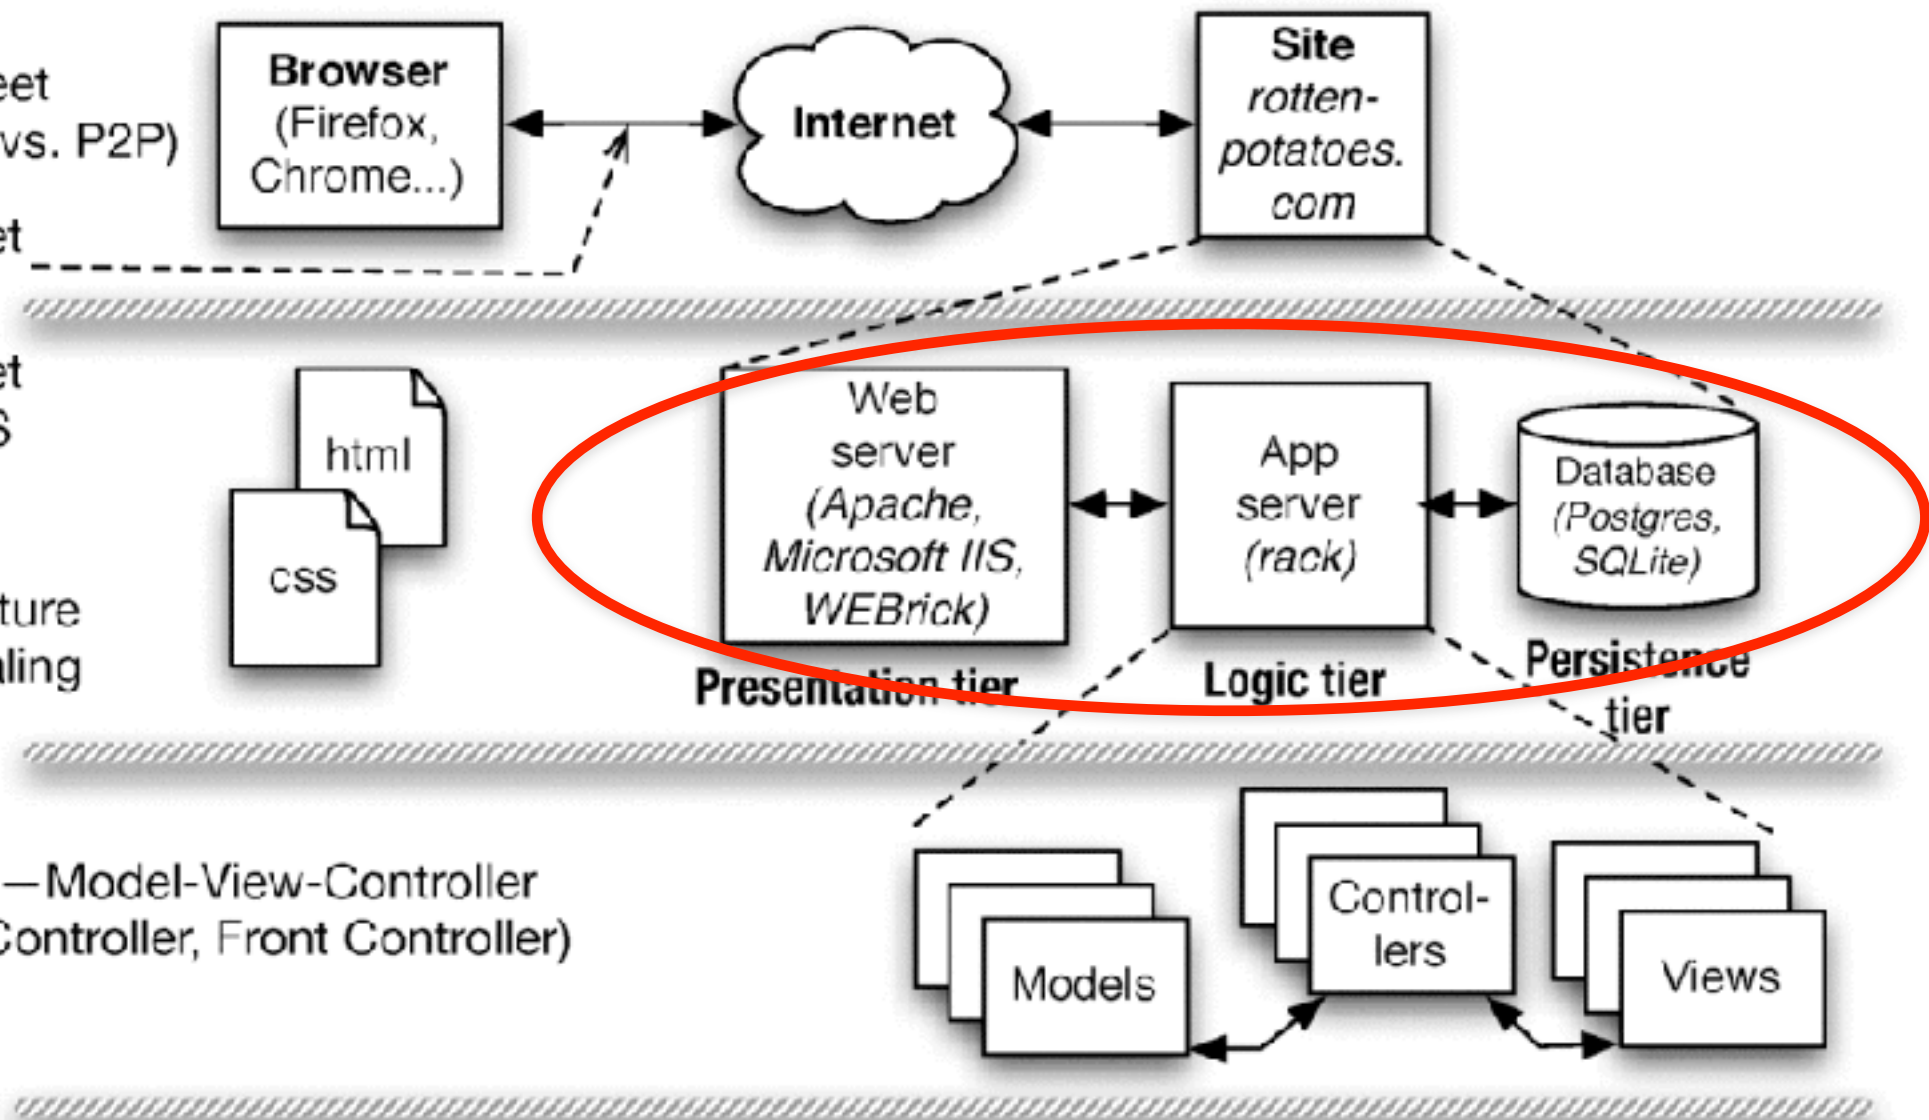 eet
vs. P2P)
et
Browser
(Firefox,
Chrome...)
Internet
Site
rotten-
potatoes.
com
et
S
html
css
ture
aling
Web
server
(Apache,
Microsoft IIS,
WEBrick)
Presentation tier
App
server
(rack)
Logic tier
Database
(Postgres,
SQLite)
Persistence
tier
—Model-View-Controller
Controller, Front Controller)
Models
Control-
lers
Views